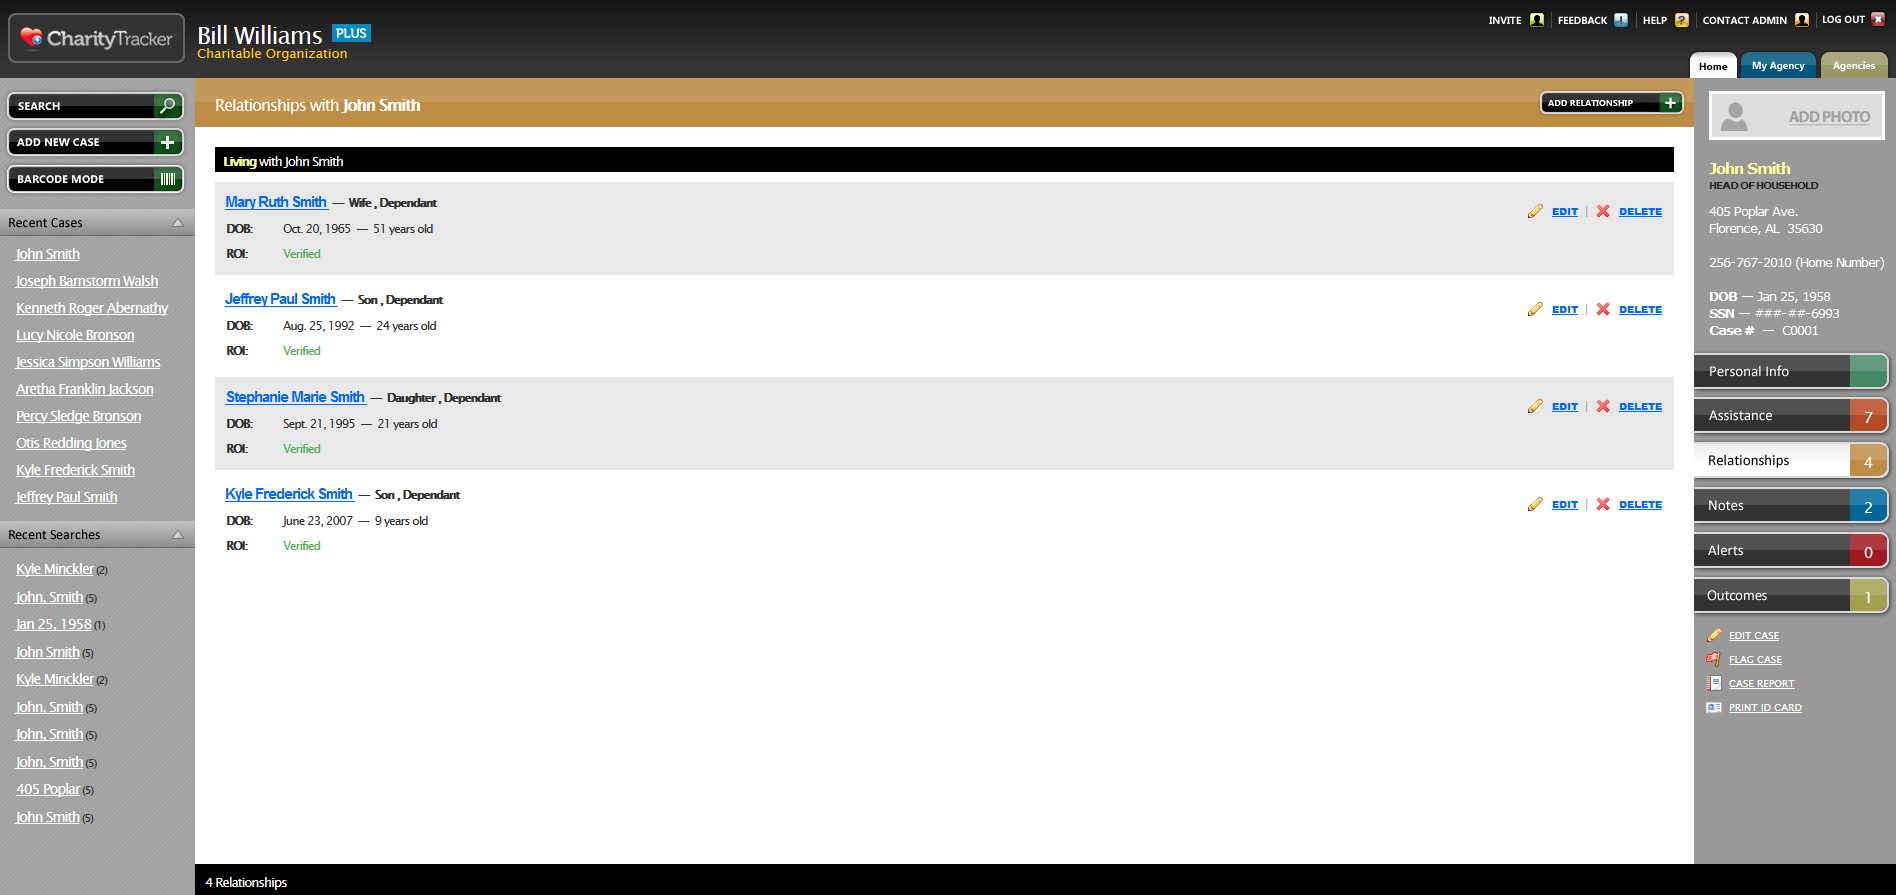 CharityTracker
Bill Williams PLUS
Charitable Organization
INVITE FEEDBACK HELP CONTACT ADMIN LOG OUT
Home My Agency Agencies
SEARCH
ADD NEW CASE
BARCODE MODE
Recent Cases
John Smith
Joseph Barnstorm Walsh
Kenneth Roger Abernathy
Lucy Nicole Bronson
Jessica Simpson Williams
Aretha Franklin Jackson
Percy Sledge Bronson
Otis Redding Jones
Kyle Frederick Smith
Jeffrey Paul Smith
Recent Searches
Kyle Minckler (2)
John, Smith (5)
Jan 25, 1958 (1)
John Smith (5)
Kyle Minckler (2)
John, Smith (5)
John, Smith (5)
John, Smith (5)
405 Poplar (5)
John Smith (5)
Relationships with John Smith
ADD RELATIONSHIP
Living with John Smith
Mary Ruth Smith — Wife , Dependant
EDIT | DELETE
DOB: Oct. 20, 1965 — 51 years old
ROI: Verified
Jeffrey Paul Smith — Son , Dependant
EDIT | DELETE
DOB: Aug. 25, 1992 — 24 years old
ROI: Verified
Stephanie Marie Smith — Daughter , Dependant
EDIT | DELETE
DOB: Sept. 21, 1995 — 21 years old
ROI: Verified
Kyle Frederick Smith — Son , Dependant
EDIT | DELETE
DOB: June 23, 2007 — 9 years old
ROI: Verified
4 Relationships
ADD PHOTO
John Smith
HEAD OF HOUSEHOLD
405 Poplar Ave.
Florence, AL 35630
256-767-2010 (Home Number)
DOB — Jan 25, 1958
SSN — ###-##-6993
Case # — C0001
Personal Info
Assistance 7
Relationships 4
Notes 2
Alerts 0
Outcomes 1
EDIT CASE
FLAG CASE
CASE REPORT
PRINT ID CARD